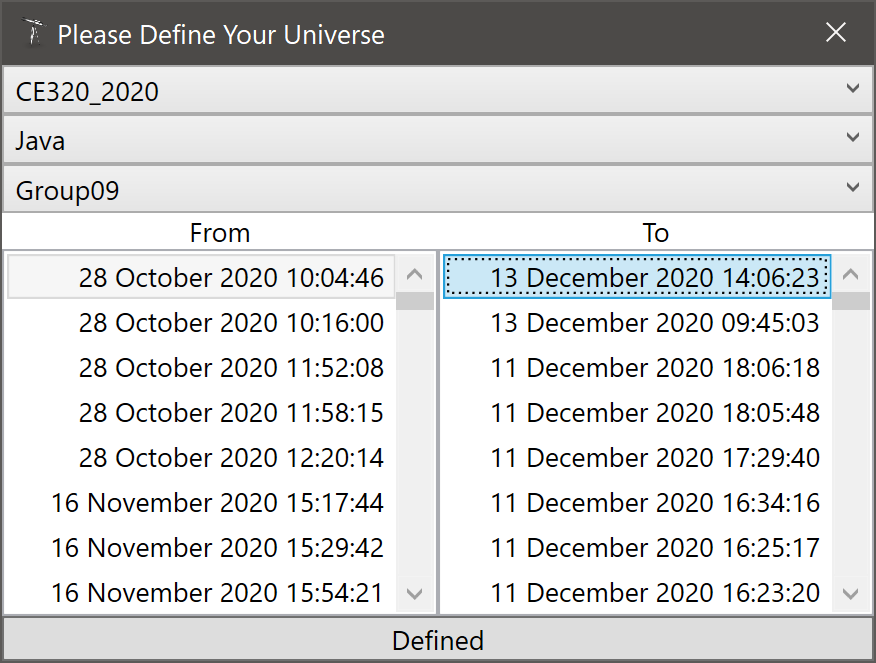 Please Define Your Universe
CE320_2020
Java
Group09
From To
28 October 2020 10:04:46 13 December 2020 14:06:23
28 October 2020 10:16:00 13 December 2020 09:45:03
28 October 2020 11:52:08 11 December 2020 18:06:18
28 October 2020 11:58:15 11 December 2020 18:05:48
28 October 2020 12:20:14 11 December 2020 17:29:40
16 November 2020 15:17:44 11 December 2020 16:34:16
16 November 2020 15:29:42 11 December 2020 16:25:17
16 November 2020 15:54:21 11 December 2020 16:23:20
Defined